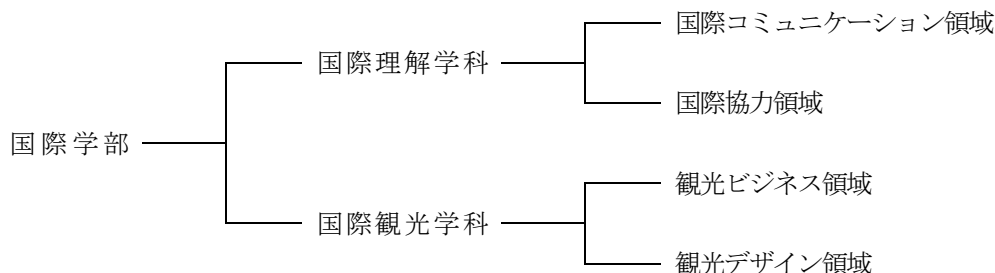 国際コミュニケーション領域
国際理解学科
国際協力領域
国際学部
観光ビジネス領域
国際観光学科
観光デザイン領域